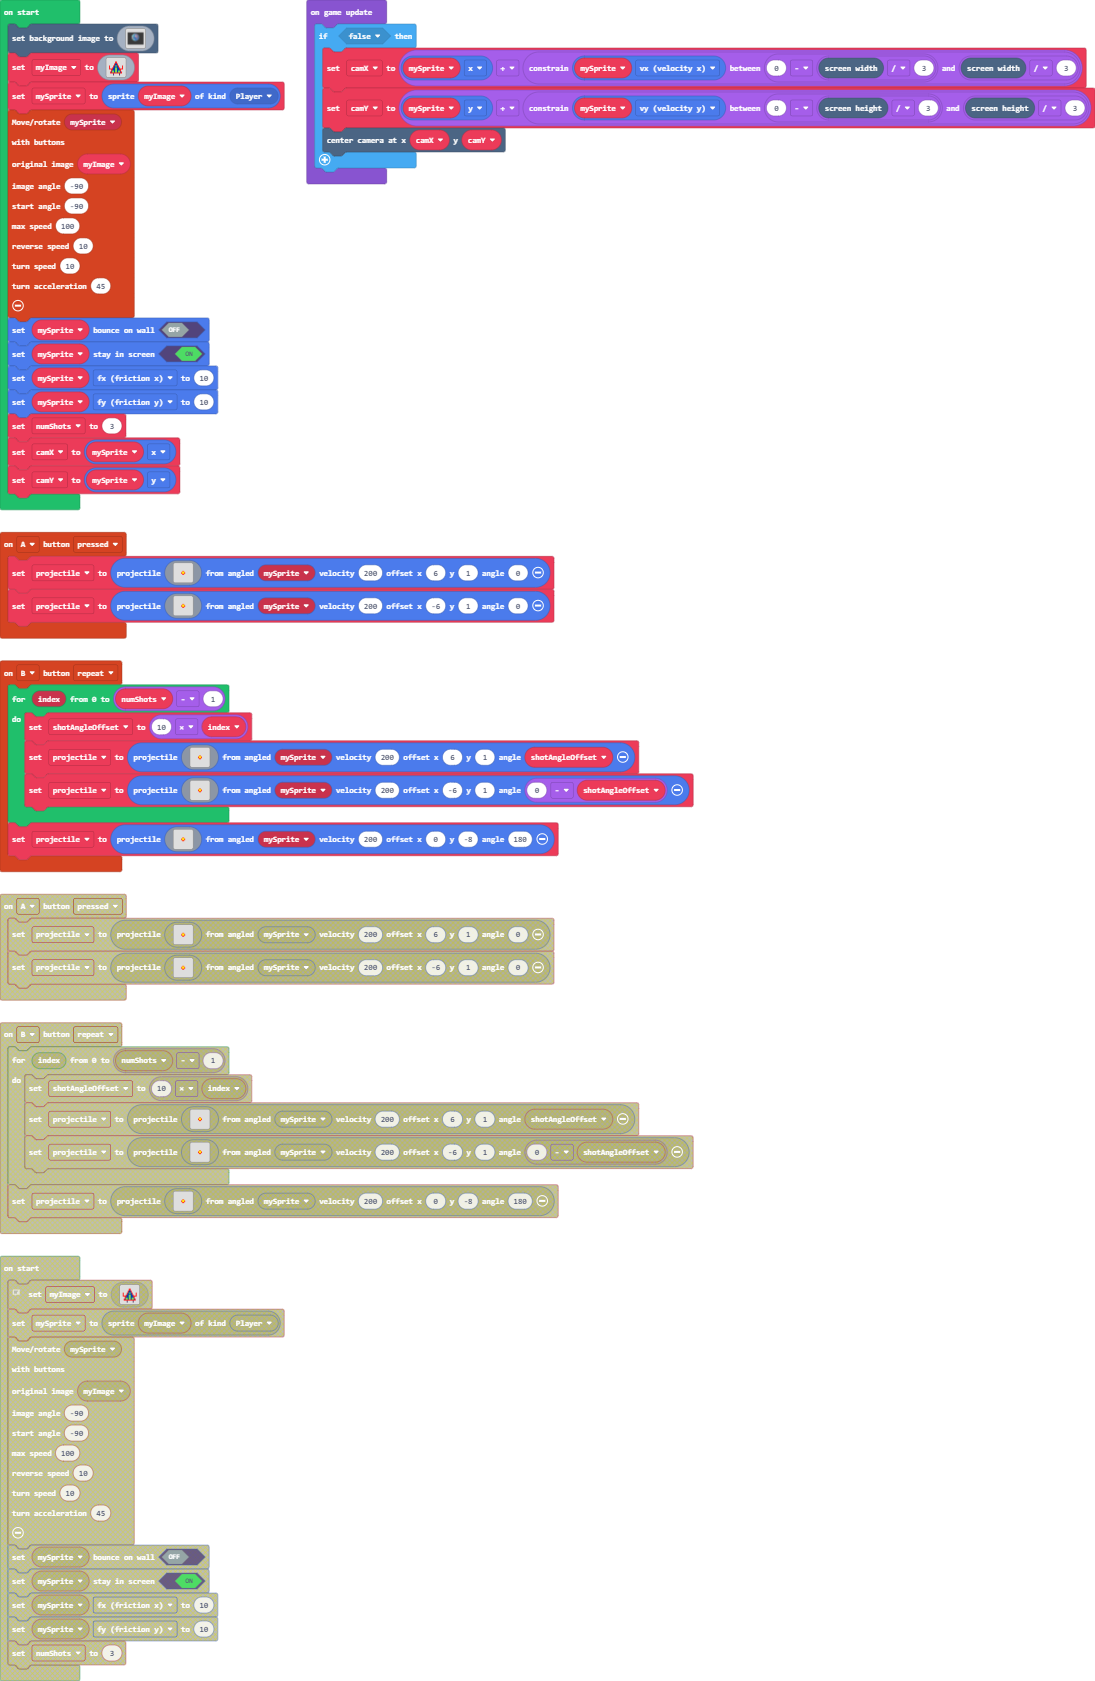 on start
set background image to
set myImage to
set mySprite to sprite myImage of kind Player
Move/rotate mySprite
with buttons
original image myImage
image angle -90
start angle -90
max speed 100
reverse speed 10
turn speed 10
turn acceleration 45
set mySprite bounce on wall OFF
set mySprite stay in screen ON
set mySprite fx (friction x) to 10
set mySprite fy (friction y) to 10
set numShots to 3
set camX to mySprite x
set camY to mySprite y
on game update
if false then
set camX to mySprite x + constrain mySprite vx (velocity x) between 0 - screen width / 3 and screen width / 3
set camY to mySprite y + constrain mySprite vy (velocity y) between 0 - screen height / 3 and screen height / 3
center camera at x camX y camY
on A button pressed
set projectile to projectile from angled mySprite velocity 200 offset x 6 y 1 angle 0
set projectile to projectile from angled mySprite velocity 200 offset x -6 y 1 angle 0
on B button repeat
for index from 0 to numShots - 1
do
set shotAngleOffset to 10 × index
set projectile to projectile from angled mySprite velocity 200 offset x 6 y 1 angle shotAngleOffset
set projectile to projectile from angled mySprite velocity 200 offset x -6 y 1 angle 0 - shotAngleOffset
set projectile to projectile from angled mySprite velocity 200 offset x 0 y -8 angle 180
on A button pressed
set projectile to projectile from angled mySprite velocity 200 offset x 6 y 1 angle 0
set projectile to projectile from angled mySprite velocity 200 offset x -6 y 1 angle 0
on B button repeat
for index from 0 to numShots - 1
do
set shotAngleOffset to 10 × index
set projectile to projectile from angled mySprite velocity 200 offset x 6 y 1 angle shotAngleOffset
set projectile to projectile from angled mySprite velocity 200 offset x -6 y 1 angle 0 - shotAngleOffset
set projectile to projectile from angled mySprite velocity 200 offset x 0 y -8 angle 180
on start
set myImage to
set mySprite to sprite myImage of kind Player
Move/rotate mySprite
with buttons
original image myImage
image angle -90
start angle -90
max speed 100
reverse speed 10
turn speed 10
turn acceleration 45
set mySprite bounce on wall OFF
set mySprite stay in screen ON
set mySprite fx (friction x) to 10
set mySprite fy (friction y) to 10
set numShots to 3